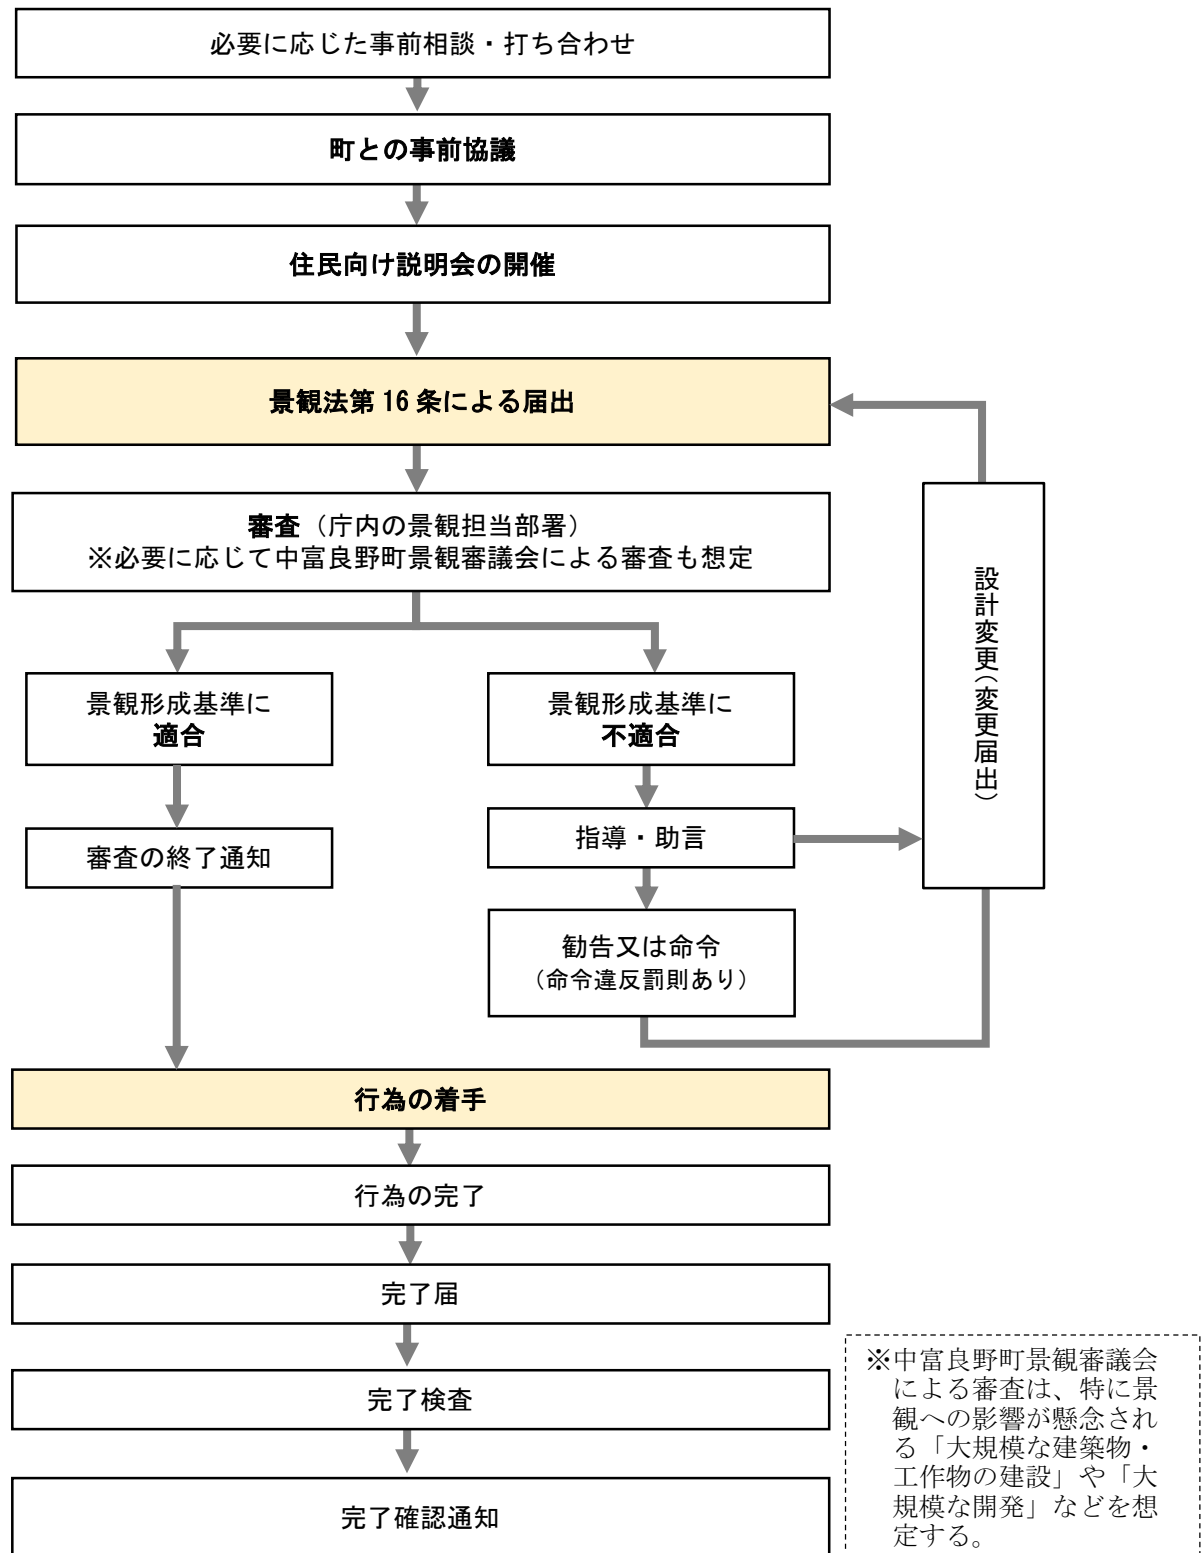 必要に応じた事前相談・打ち合わせ
町との事前協議
住民向け説明会の開催
景観法第 16 条による届出
審査（庁内の景観担当部署）
※必要に応じて中富良野町景観審議会による審査も想定
景観形成基準に
適合
景観形成基準に
不適合
設計変更（変更届出）
審査の終了通知
指導・助言
勧告又は命令
（命令違反罰則あり）
行為の着手
行為の完了
完了届
完了検査
完了確認通知
※中富良野町景観審議会
による審査は、特に景
観への影響が懸念され
る「大規模な建築物・
工作物の建設」や「大
規模な開発」などを想
定する。